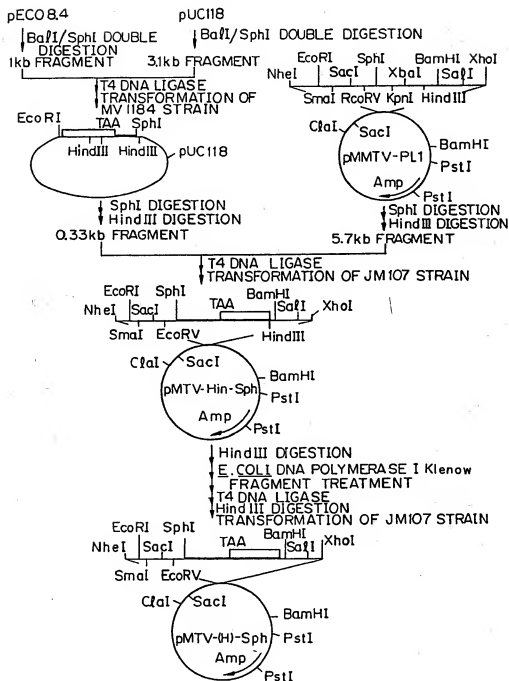 pECO 8.4
pUC118
BalI/SphI DOUBLE DIGESTION
BalI/SphI DOUBLE DIGESTION
1kb FRAGMENT
3.1kb FRAGMENT
T4 DNA LIGASE
TRANSFORMATION OF
MV 1184 STRAIN
EcoRI
TAA
SphI
HindIII
HindIII
pUC118
SphI DIGESTION
HindIII DIGESTION
0.33kb FRAGMENT
EcoRI
SphI
BamHI
XhoI
NheI
SacI
XbaI
SalI
SmaI
RcoRV
KpnI
HindIII
ClaI
SacI
pMMTV-PL1
BamHI
PstI
Amp
PstI
SphI DIGESTION
HindIII DIGESTION
5.7kb FRAGMENT
T4 DNA LIGASE
TRANSFORMATION OF JM107 STRAIN
EcoRI
SphI
BamHI
NheI
SacI
TAA
SalI
XhoI
SmaI
EcoRV
HindIII
ClaI
SacI
BamHI
pMTV-Hin-Sph
PstI
Amp
PstI
HindIII DIGESTION
E.COLI DNA POLYMERASE I Klenow
FRAGMENT TREATMENT
T4 DNA LIGASE
HindIII DIGESTION
TRANSFORMATION OF JM107 STRAIN
EcoRI
SphI
BamHI
NheI
SacI
TAA
SalI
XhoI
SmaI
EcoRV
ClaI
SacI
BamHI
pMTV-(H)-Sph
PstI
Amp
PstI